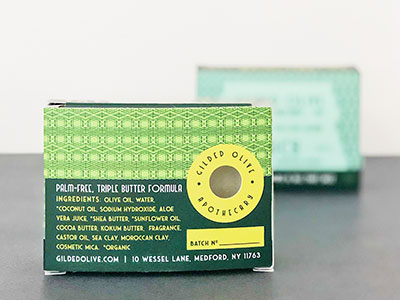 GILDED OLIVE
APOTHECARY
PALM-FREE, TRIPLE BUTTER FORMULA
INGREDIENTS: OLIVE OIL, WATER,
*COCONUT OIL, SODIUM HYDROXIDE, ALOE
VERA JUICE, *SHEA BUTTER, *SUNFLOWER OIL,
COCOA BUTTER, KOKUM BUTTER, FRAGRANCE,
CASTOR OIL, SEA CLAY, MOROCCAN CLAY,
COSMETIC MICA. *ORGANIC
BATCH Nº
GILDEDOLIVE.COM | 10 WESSEL LANE, MEDFORD, NY 11763